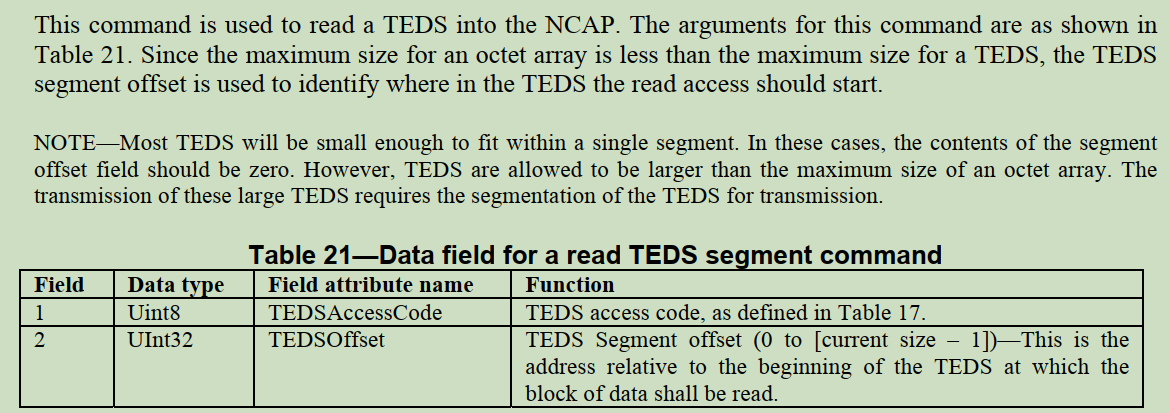 This command is used to read a TEDS into the NCAP. The arguments for this command are as shown in
Table 21. Since the maximum size for an octet array is less than the maximum size for a TEDS, the TEDS
segment offset is used to identify where in the TEDS the read access should start.
NOTE—Most TEDS will be small enough to fit within a single segment. In these cases, the contents of the segment
offset field should be zero. However, TEDS are allowed to be larger than the maximum size of an octet array. The
transmission of these large TEDS requires the segmentation of the TEDS for transmission.
Table 21—Data field for a read TEDS segment command
Field Data type Field attribute name Function
1 Uint8 TEDSAccessCode TEDS access code, as defined in Table 17.
2 UInt32 TEDSOffset TEDS Segment offset (0 to [current size – 1])—This is the
address relative to the beginning of the TEDS at which the
block of data shall be read.